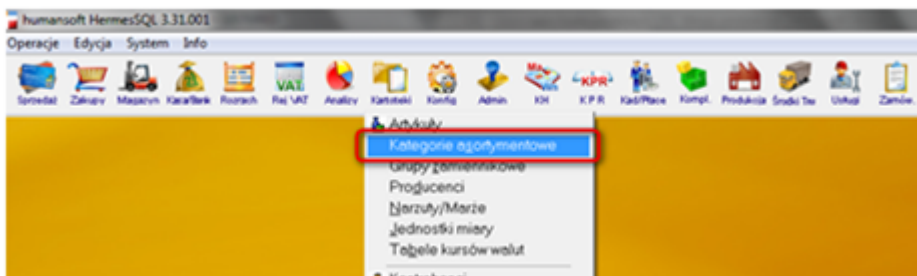 humansoft HermesSQL 3.31.001
Operacje Edycja System Info
VAT KPR
Sprzedaż Zakupy Magazyn Kasa/Bank Rozrach Rej VAT Analizy Kartoteki Konfig Admin KH K P R Kad/Płace Kompl. Produkcja Środki Trw Usługi Zamów.
Artykuły
Kategorie asortymentowe
Grupy zamiennikowe
Producenci
Narzuty/Marże
Jednostki miary
Tabele kursów walut